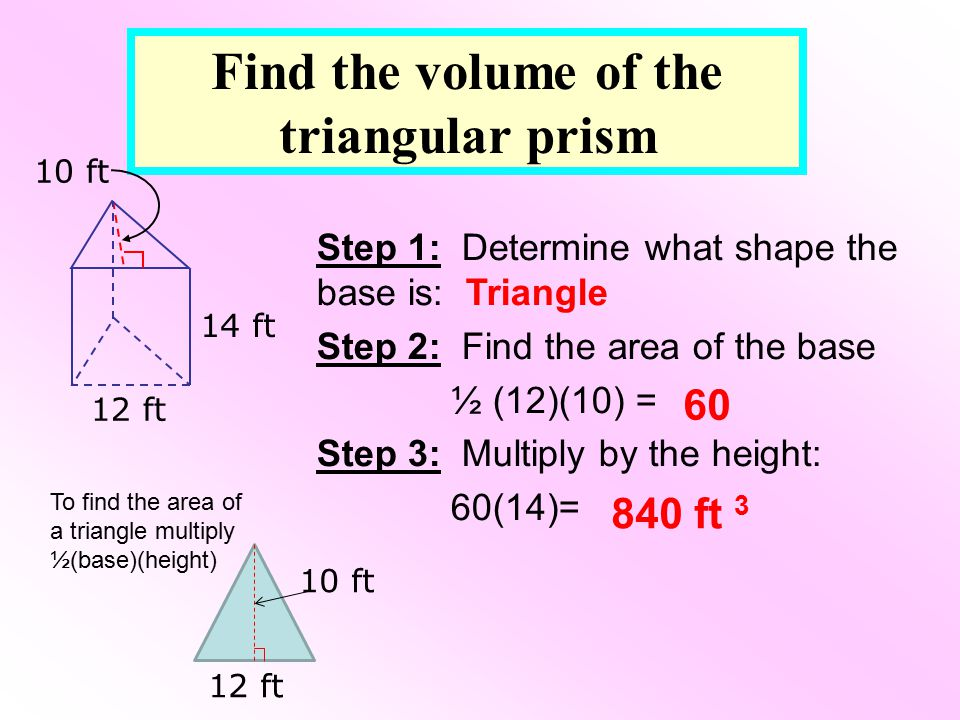 Find the volume of the
triangular prism
10 ft
14 ft
12 ft
Step 1: Determine what shape the
base is: Triangle
Step 2: Find the area of the base
½ (12)(10) = 60
Step 3: Multiply by the height:
60(14)= 840 ft 3
To find the area of
a triangle multiply
½(base)(height)
10 ft
12 ft